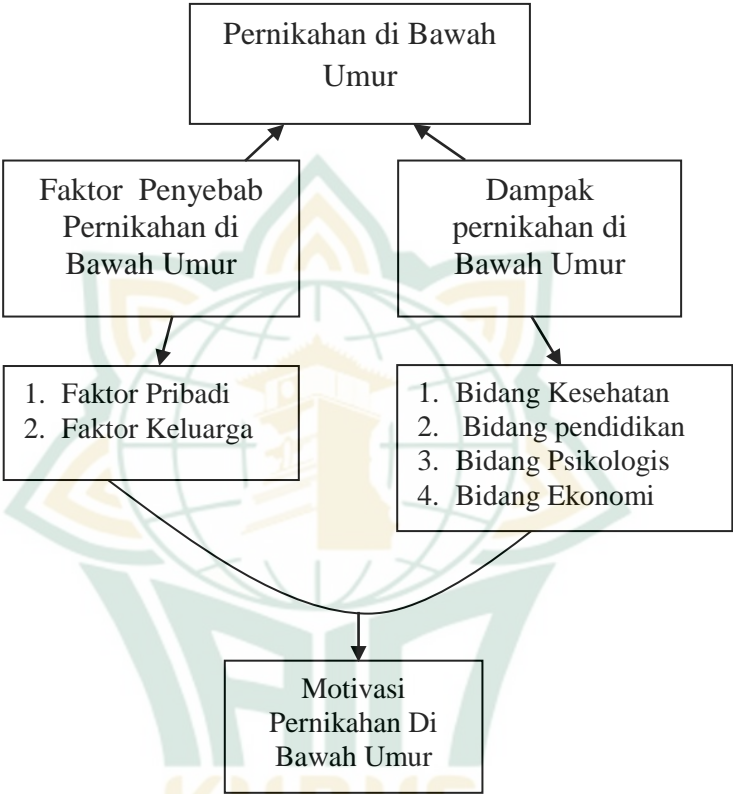 Pernikahan di Bawah
Umur
Faktor Penyebab
Pernikahan di
Bawah Umur
Dampak
pernikahan di
Bawah Umur
1. Faktor Pribadi
2. Faktor Keluarga
1. Bidang Kesehatan
2. Bidang pendidikan
3. Bidang Psikologis
4. Bidang Ekonomi
Motivasi
Pernikahan Di
Bawah Umur
IAIN
KUDUS